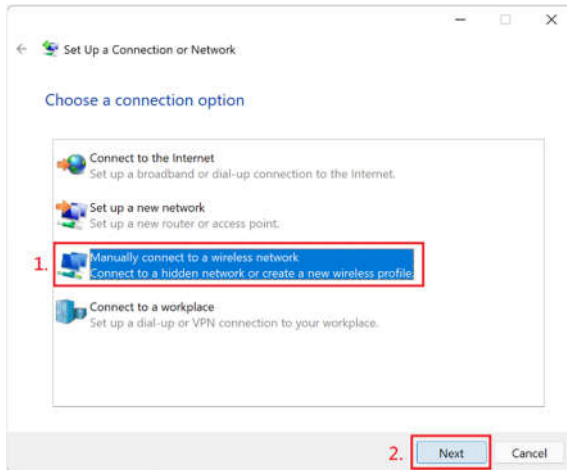 Set Up a Connection or Network
Choose a connection option
Connect to the Internet
Set up a broadband or dial-up connection to the Internet.
Set up a new network
Set up a new router or access point.
1.
Manually connect to a wireless network
Connect to a hidden network or create a new wireless profile.
Connect to a workplace
Set up a dial-up or VPN connection to your workplace.
2.
Next
Cancel